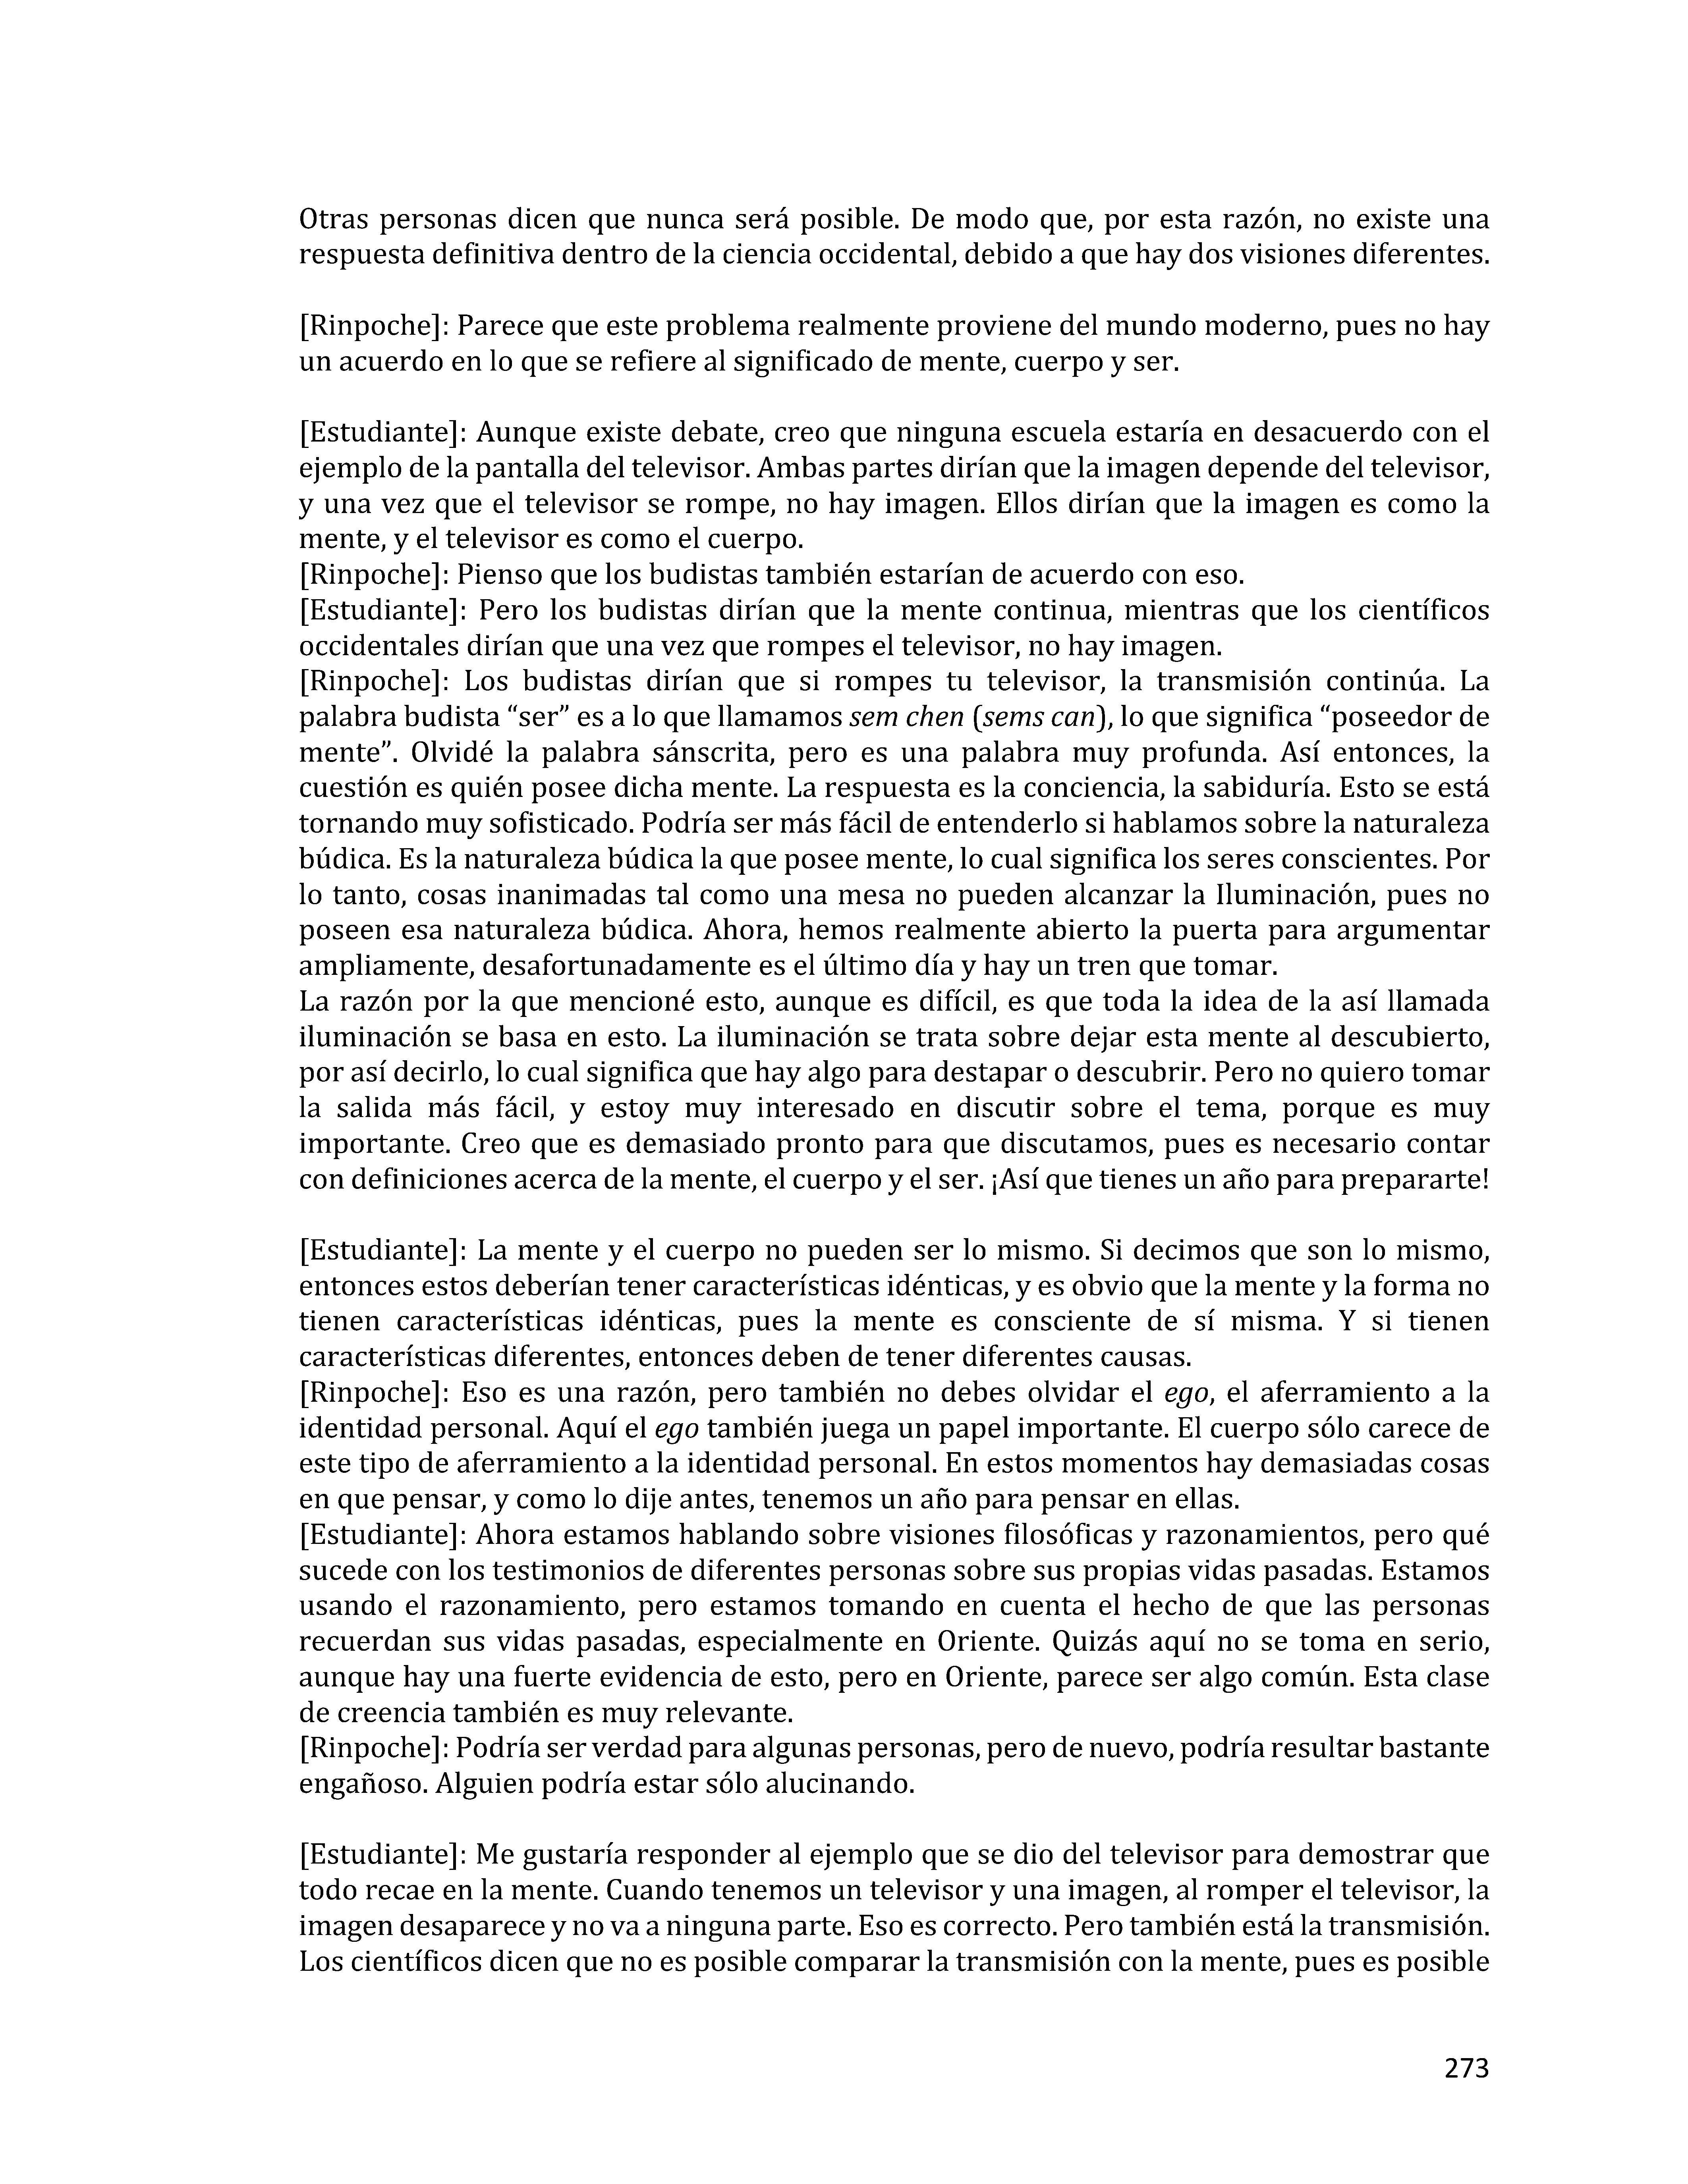 Otras personas dicen que nunca será posible. De modo que, por esta razón, no existe una
respuesta definitiva dentro de la ciencia occidental, debido a que hay dos visiones diferentes.
[Rinpoche]: Parece que este problema realmente proviene del mundo moderno, pues no hay
un acuerdo en lo que se refiere al significado de mente, cuerpo y ser.
[Estudiante]: Aunque existe debate, creo que ninguna escuela estaría en desacuerdo con el
ejemplo de la pantalla del televisor. Ambas partes dirían que la imagen depende del televisor,
y una vez que el televisor se rompe, no hay imagen. Ellos dirían que la imagen es como la
mente, y el televisor es como el cuerpo.
[Rinpoche]: Pienso que los budistas también estarían de acuerdo con eso.
[Estudiante]: Pero los budistas dirían que la mente continua, mientras que los científicos
occidentales dirían que una vez que rompes el televisor, no hay imagen.
[Rinpoche]: Los budistas dirían que si rompes tu televisor, la transmisión continúa. La
palabra budista “ser” es a lo que llamamos sem chen (sems can), lo que significa “poseedor de
mente”. Olvidé la palabra sánscrita, pero es una palabra muy profunda. Así entonces, la
cuestión es quién posee dicha mente. La respuesta es la conciencia, la sabiduría. Esto se está
tornando muy sofisticado. Podría ser más fácil de entenderlo si hablamos sobre la naturaleza
búdica. Es la naturaleza búdica la que posee mente, lo cual significa los seres conscientes. Por
lo tanto, cosas inanimadas tal como una mesa no pueden alcanzar la Iluminación, pues no
poseen esa naturaleza búdica. Ahora, hemos realmente abierto la puerta para argumentar
ampliamente, desafortunadamente es el último día y hay un tren que tomar.
La razón por la que mencioné esto, aunque es difícil, es que toda la idea de la así llamada
iluminación se basa en esto. La iluminación se trata sobre dejar esta mente al descubierto,
por así decirlo, lo cual significa que hay algo para destapar o descubrir. Pero no quiero tomar
la salida más fácil, y estoy muy interesado en discutir sobre el tema, porque es muy
importante. Creo que es demasiado pronto para que discutamos, pues es necesario contar
con definiciones acerca de la mente, el cuerpo y el ser. ¡Así que tienes un año para prepararte!
[Estudiante]: La mente y el cuerpo no pueden ser lo mismo. Si decimos que son lo mismo,
entonces estos deberían tener características idénticas, y es obvio que la mente y la forma no
tienen características idénticas, pues la mente es consciente de sí misma. Y si tienen
características diferentes, entonces deben de tener diferentes causas.
[Rinpoche]: Eso es una razón, pero también no debes olvidar el ego, el aferramiento a la
identidad personal. Aquí el ego también juega un papel importante. El cuerpo sólo carece de
este tipo de aferramiento a la identidad personal. En estos momentos hay demasiadas cosas
en que pensar, y como lo dije antes, tenemos un año para pensar en ellas.
[Estudiante]: Ahora estamos hablando sobre visiones filosóficas y razonamientos, pero qué
sucede con los testimonios de diferentes personas sobre sus propias vidas pasadas. Estamos
usando el razonamiento, pero estamos tomando en cuenta el hecho de que las personas
recuerdan sus vidas pasadas, especialmente en Oriente. Quizás aquí no se toma en serio,
aunque hay una fuerte evidencia de esto, pero en Oriente, parece ser algo común. Esta clase
de creencia también es muy relevante.
[Rinpoche]: Podría ser verdad para algunas personas, pero de nuevo, podría resultar bastante
engañoso. Alguien podría estar sólo alucinando.
[Estudiante]: Me gustaría responder al ejemplo que se dio del televisor para demostrar que
todo recae en la mente. Cuando tenemos un televisor y una imagen, al romper el televisor, la
imagen desaparece y no va a ninguna parte. Eso es correcto. Pero también está la transmisión.
Los científicos dicen que no es posible comparar la transmisión con la mente, pues es posible
273